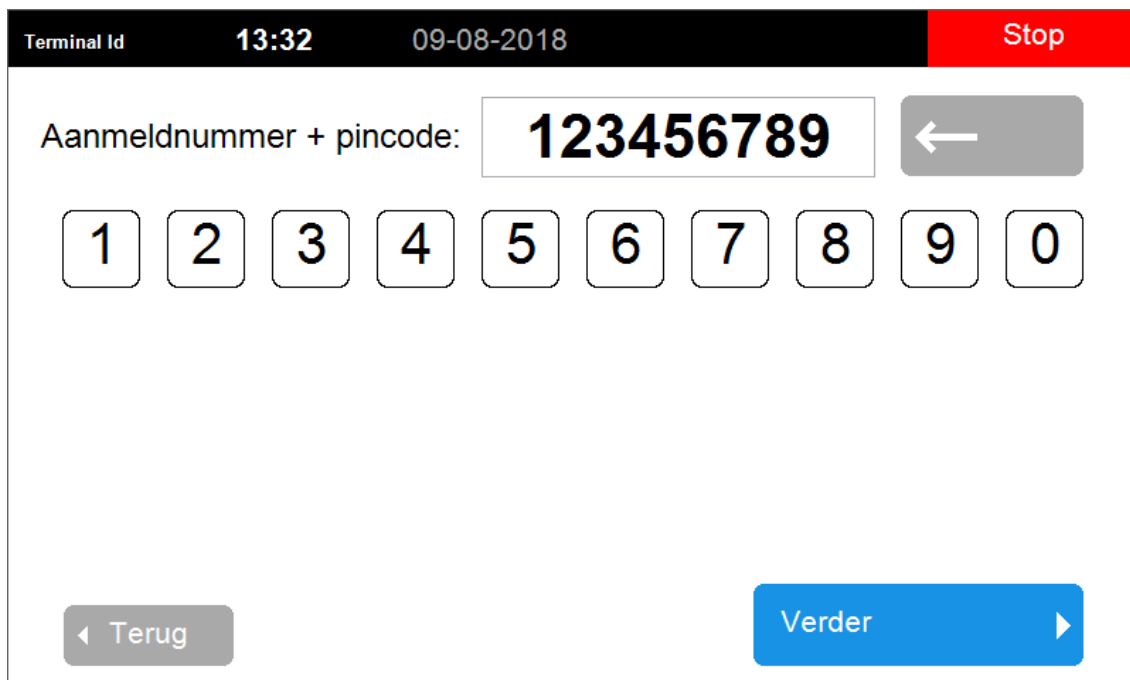 Terminal Id 13:32 09-08-2018 Stop
Aanmeldnummer + pincode: 123456789
1 2 3 4 5 6 7 8 9 0
Terug Verder